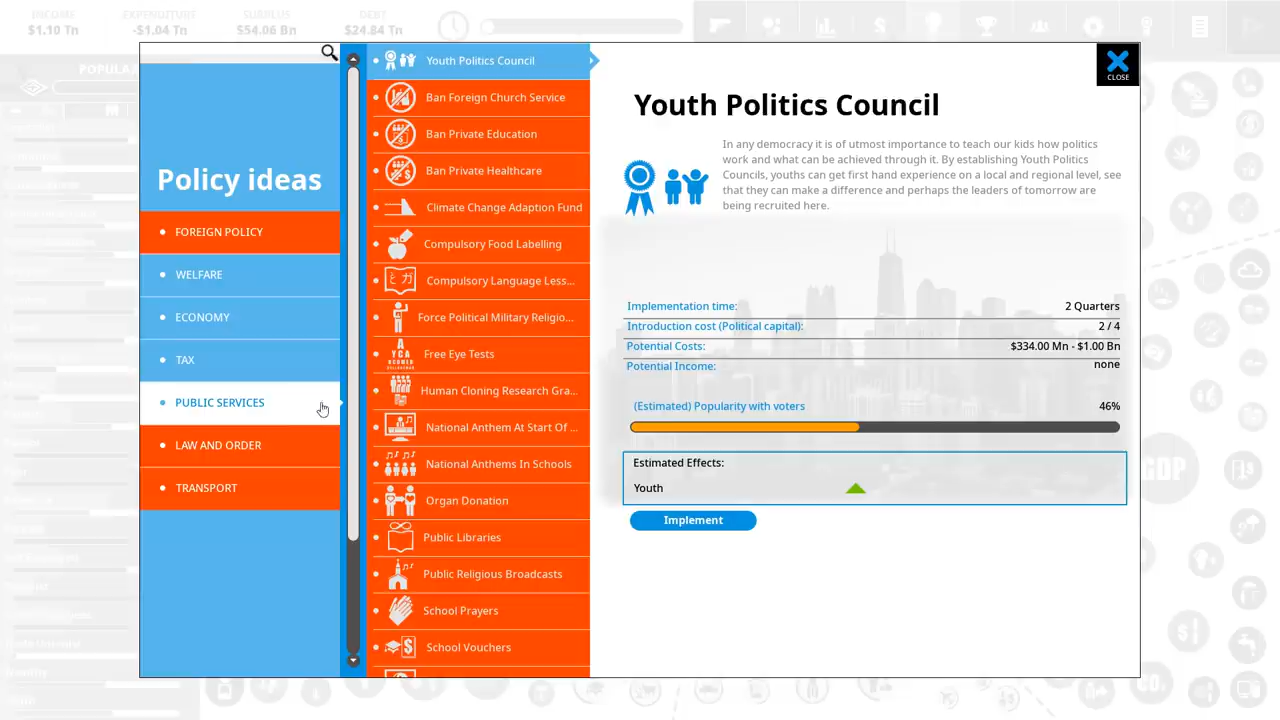 INCOME
$1.10 Tn
EXPENDITURE
-$1.04 Tn
SURPLUS
$54.06 Bn
DEBT
$24.84 Tn
Policy ideas
FOREIGN POLICY
WELFARE
ECONOMY
TAX
PUBLIC SERVICES
LAW AND ORDER
TRANSPORT
Youth Politics Council
Ban Foreign Church Service
Ban Private Education
Ban Private Healthcare
Climate Change Adaption Fund
Compulsory Food Labelling
Compulsory Language Less...
Force Political Military Religio...
Free Eye Tests
Human Cloning Research Gra...
National Anthem At Start Of ...
National Anthems In Schools
Organ Donation
Public Libraries
Public Religious Broadcasts
School Prayers
School Vouchers
CLOSE
Youth Politics Council
In any democracy it is of utmost importance to teach our kids how politics
work and what can be achieved through it. By establishing Youth Politics
Councils, youths can get first hand experience on a local and regional level, see
that they can make a difference and perhaps the leaders of tomorrow are
being recruited here.
Implementation time: 2 Quarters
Introduction cost (Political capital): 2 / 4
Potential Costs: $334.00 Mn - $1.00 Bn
Potential Income: none
(Estimated) Popularity with voters 46%
Estimated Effects:
Youth
Implement
GDP